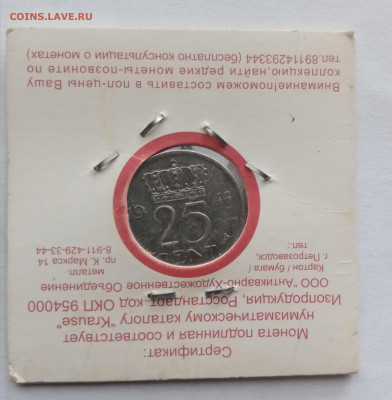 COINS.LAVE.RU
Сертификат:
Монета подлинная и соответствует
нумизматическому каталогу "Krause"
Изопродукция, Росстандарт, код ОКП 954000
ООО "Антикварно-Художественное Объединение
Картон / бумага / металл
г. Петрозаводск, пр. К. Маркса 14
тел.: 8-911-429-33-44
Внимание!поможем составить в пол-цены Вашу
коллекцию,найти редкие монеты-позвоните по
тел.89114293344 (бесплатно консультации о монетах)
19
25
CENT